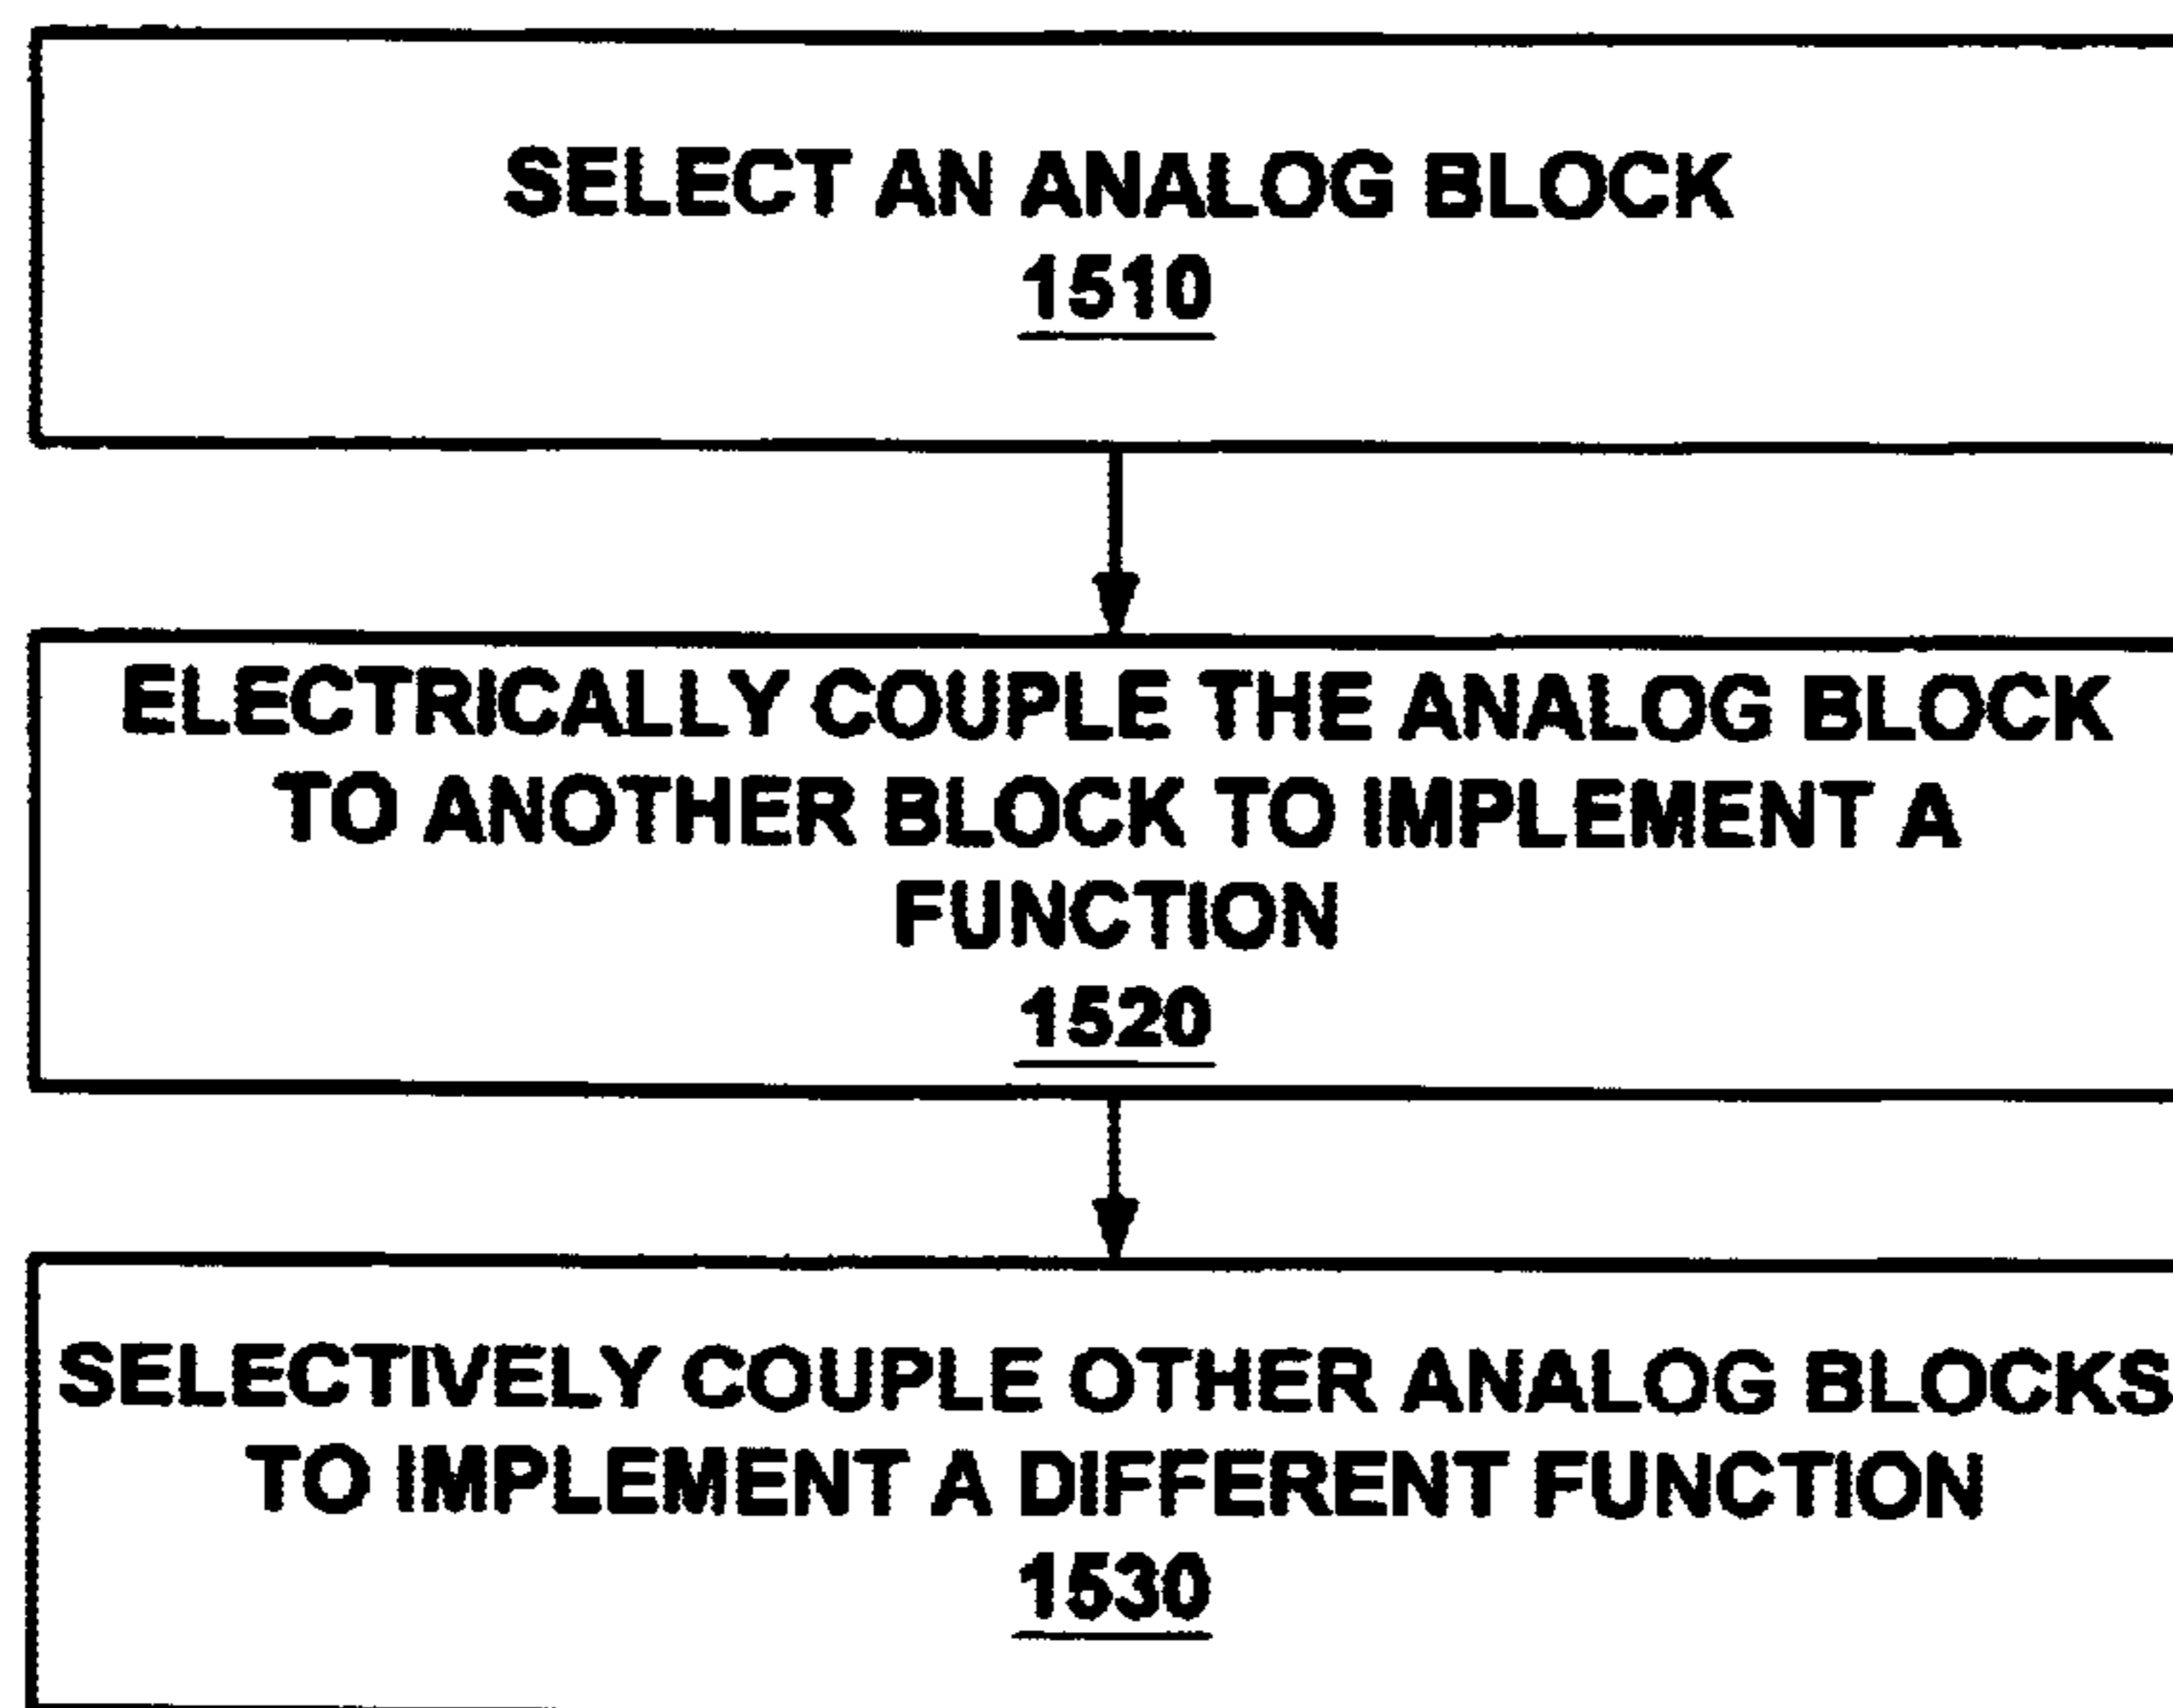 SELECT AN ANALOG BLOCK
1510
ELECTRICALLY COUPLE THE ANALOG BLOCK
TO ANOTHER BLOCK TO IMPLEMENT A
FUNCTION
1520
SELECTIVELY COUPLE OTHER ANALOG BLOCKS
TO IMPLEMENT A DIFFERENT FUNCTION
1530